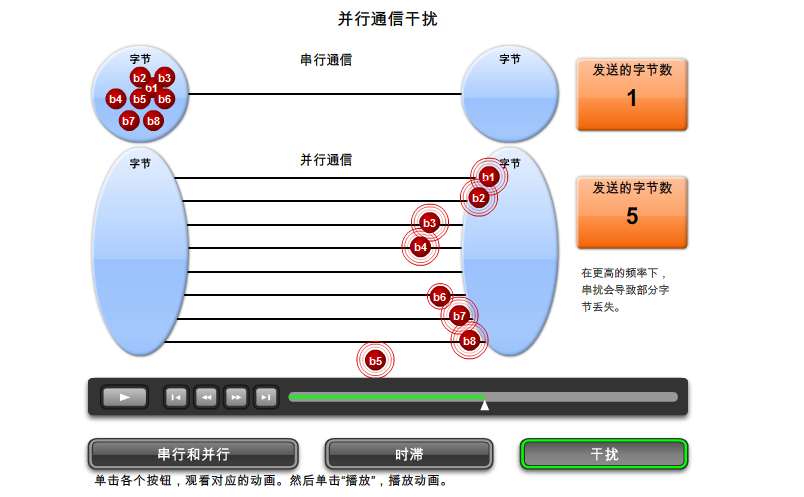 并行通信干扰
字节
串行通信
字节
发送的字节数
1
b2 b3
b1
b4 b5 b6
b7 b8
字节
并行通信
字节
发送的字节数
5
b1
b2
b3
b4
b6
b7
b8
b5
在更高的频率下，
串扰会导致部分字
节丢失。
串行和并行
时滞
干扰
单击各个按钮，观看对应的动画。然后单击“播放”，播放动画。